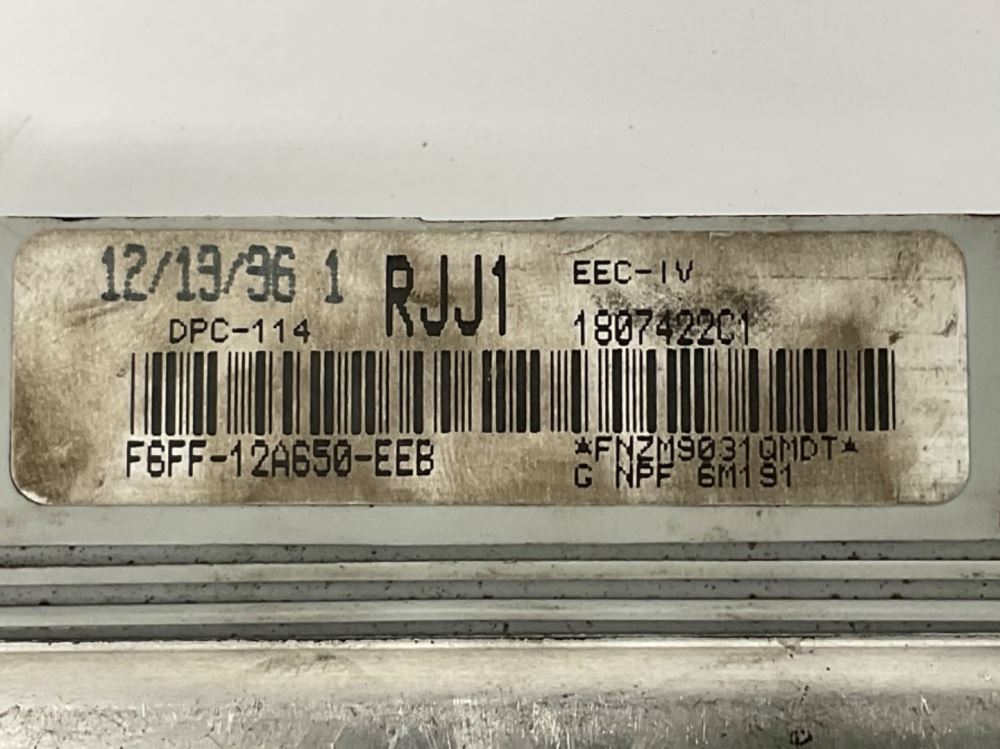 12/19/96 1 RJJ1 EEC-IV
DPC-114 1807422C1
F6FF-12A650-EEB *FNZM9031QMDT*
G NPF 6M191